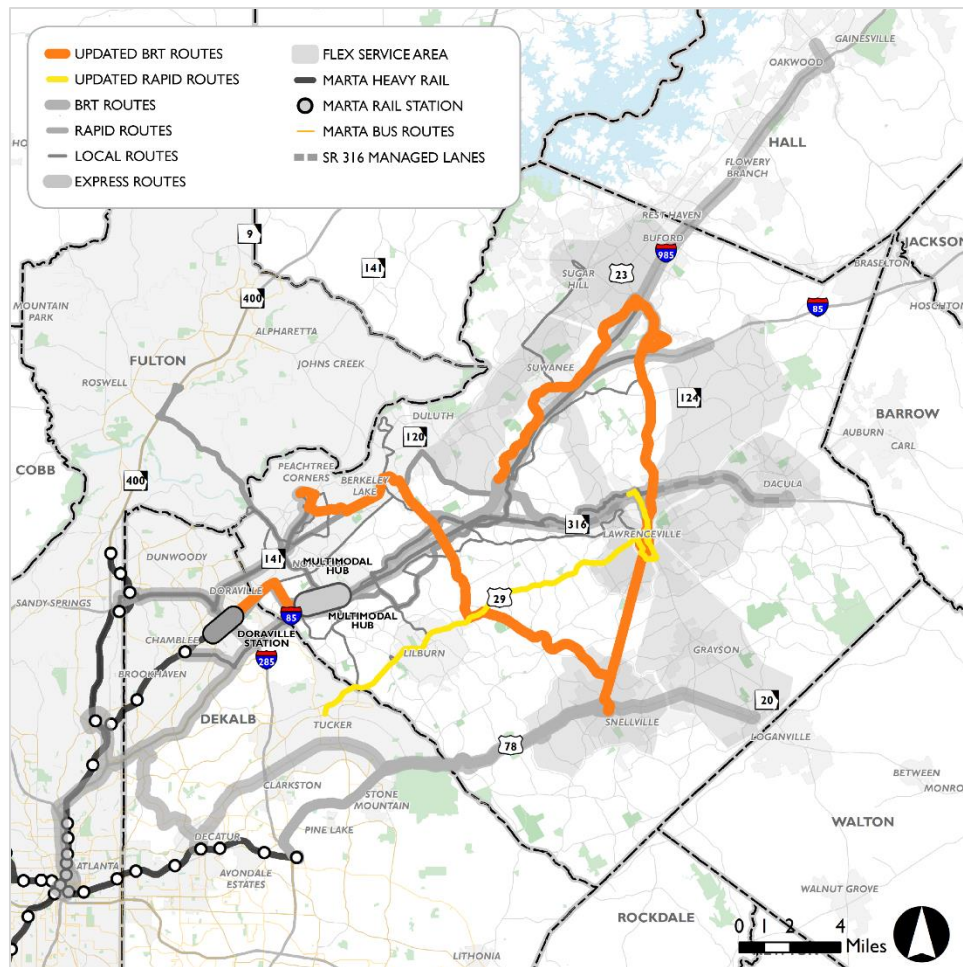 UPDATED BRT ROUTES
UPDATED RAPID ROUTES
BRT ROUTES
RAPID ROUTES
LOCAL ROUTES
EXPRESS ROUTES
FLEX SERVICE AREA
MARTA HEAVY RAIL
MARTA RAIL STATION
MARTA BUS ROUTES
SR 316 MANAGED LANES
GAINESVILLE
OAKWOOD
HALL
FLOWERY
BRANCH
REST HAVEN
BUFORD
985
23
SUGAR
HILL
JACKSON
BRASELTON
HOSCHTON
85
9
141
400
MOUNTAIN
PARK
ALPHARETTA
FULTON
JOHNS CREEK
ROSWELL
SUWANEE
DULUTH
124
BARROW
AUBURN
CARL
120
COBB
400
PEACHTREE
CORNERS
BERKELEY
LAKE
DACULA
316
LAWRENCEVILLE
141
DUNWOODY
MULTIMODAL
HUB
DORAVILLE
SANDY SPRINGS
85
MULTIMODAL
HUB
29
CHAMBLEE
DORAVILLE
STATION
285
LILBURN
BROOKHAVEN
GRAYSON
DEKALB
TUCKER
SNELLVILLE
20
LOGANVILLE
78
CLARKSTON
STONE
MOUNTAIN
BETWEEN
MONRO
DECATUR
PINE LAKE
WALTON
ATLANTA
AVONDALE
ESTATES
WALNUT GROVE
ROCKDALE
0 1 2 4
Miles
LITHONIA